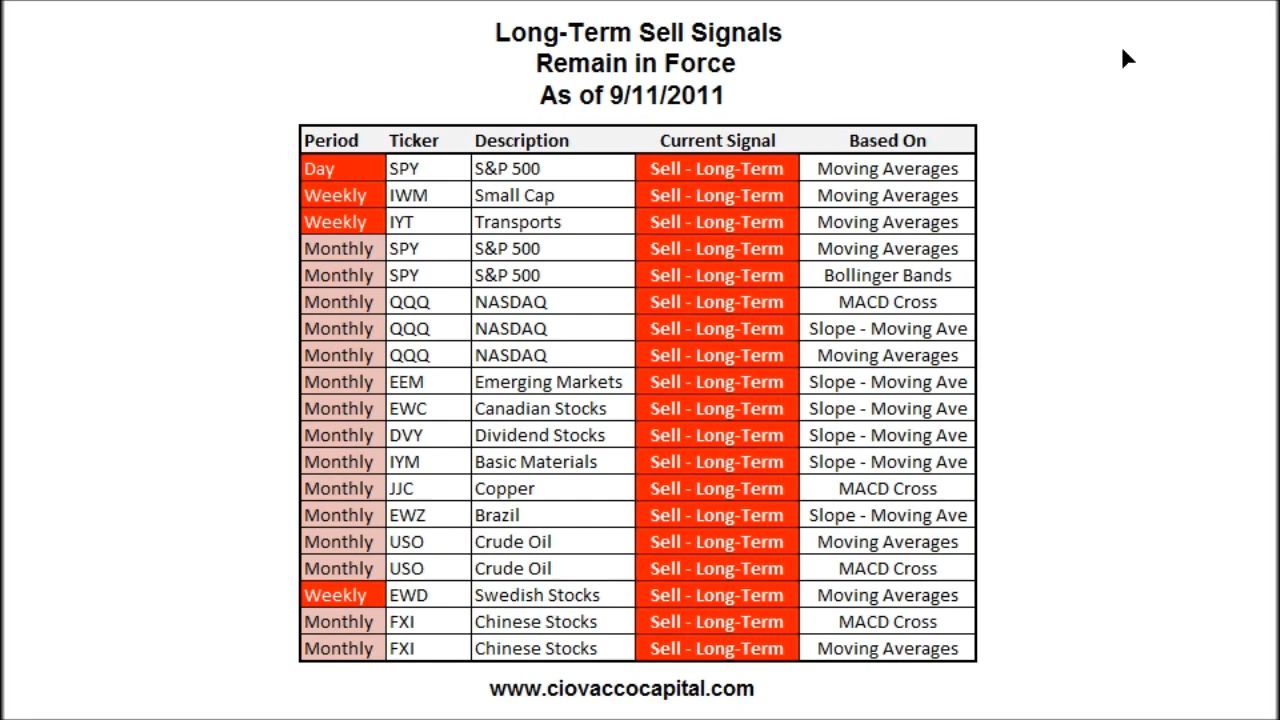 Long-Term Sell Signals
Remain in Force
As of 9/11/2011
Period Ticker Description Current Signal Based On
Day SPY S&P 500 Sell - Long-Term Moving Averages
Weekly IWM Small Cap Sell - Long-Term Moving Averages
Weekly IYT Transports Sell - Long-Term Moving Averages
Monthly SPY S&P 500 Sell - Long-Term Moving Averages
Monthly SPY S&P 500 Sell - Long-Term Bollinger Bands
Monthly QQQ NASDAQ Sell - Long-Term MACD Cross
Monthly QQQ NASDAQ Sell - Long-Term Slope - Moving Ave
Monthly QQQ NASDAQ Sell - Long-Term Moving Averages
Monthly EEM Emerging Markets Sell - Long-Term Slope - Moving Ave
Monthly EWC Canadian Stocks Sell - Long-Term Slope - Moving Ave
Monthly DVY Dividend Stocks Sell - Long-Term Slope - Moving Ave
Monthly IYM Basic Materials Sell - Long-Term Slope - Moving Ave
Monthly JJC Copper Sell - Long-Term MACD Cross
Monthly EWZ Brazil Sell - Long-Term Slope - Moving Ave
Monthly USO Crude Oil Sell - Long-Term Moving Averages
Monthly USO Crude Oil Sell - Long-Term MACD Cross
Weekly EWD Swedish Stocks Sell - Long-Term Moving Averages
Monthly FXI Chinese Stocks Sell - Long-Term MACD Cross
Monthly FXI Chinese Stocks Sell - Long-Term Moving Averages
www.ciovaccocapital.com